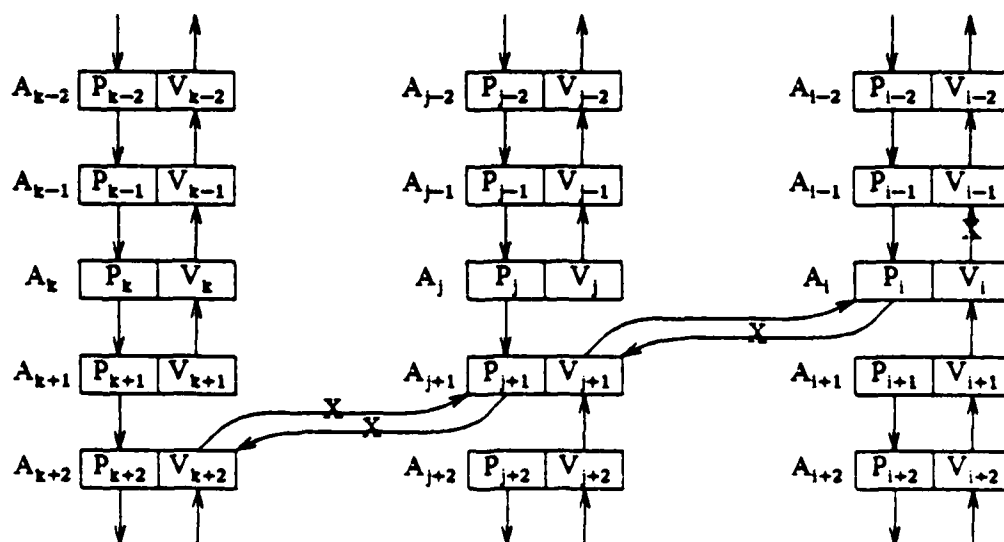 A_{k-2} P_{k-2} V_{k-2} A_{j-2} P_{j-2} V_{j-2} A_{i-2} P_{i-2} V_{i-2}
A_{k-1} P_{k-1} V_{k-1} A_{j-1} P_{j-1} V_{j-1} A_{i-1} P_{i-1} V_{i-1}
X
A_k P_k V_k A_j P_j V_j A_i P_i V_i
X
A_{k+1} P_{k+1} V_{k+1} A_{j+1} P_{j+1} V_{j+1} A_{i+1} P_{i+1} V_{i+1}
X
X
A_{k+2} P_{k+2} V_{k+2} A_{j+2} P_{j+2} V_{j+2} A_{i+2} P_{i+2} V_{i+2}